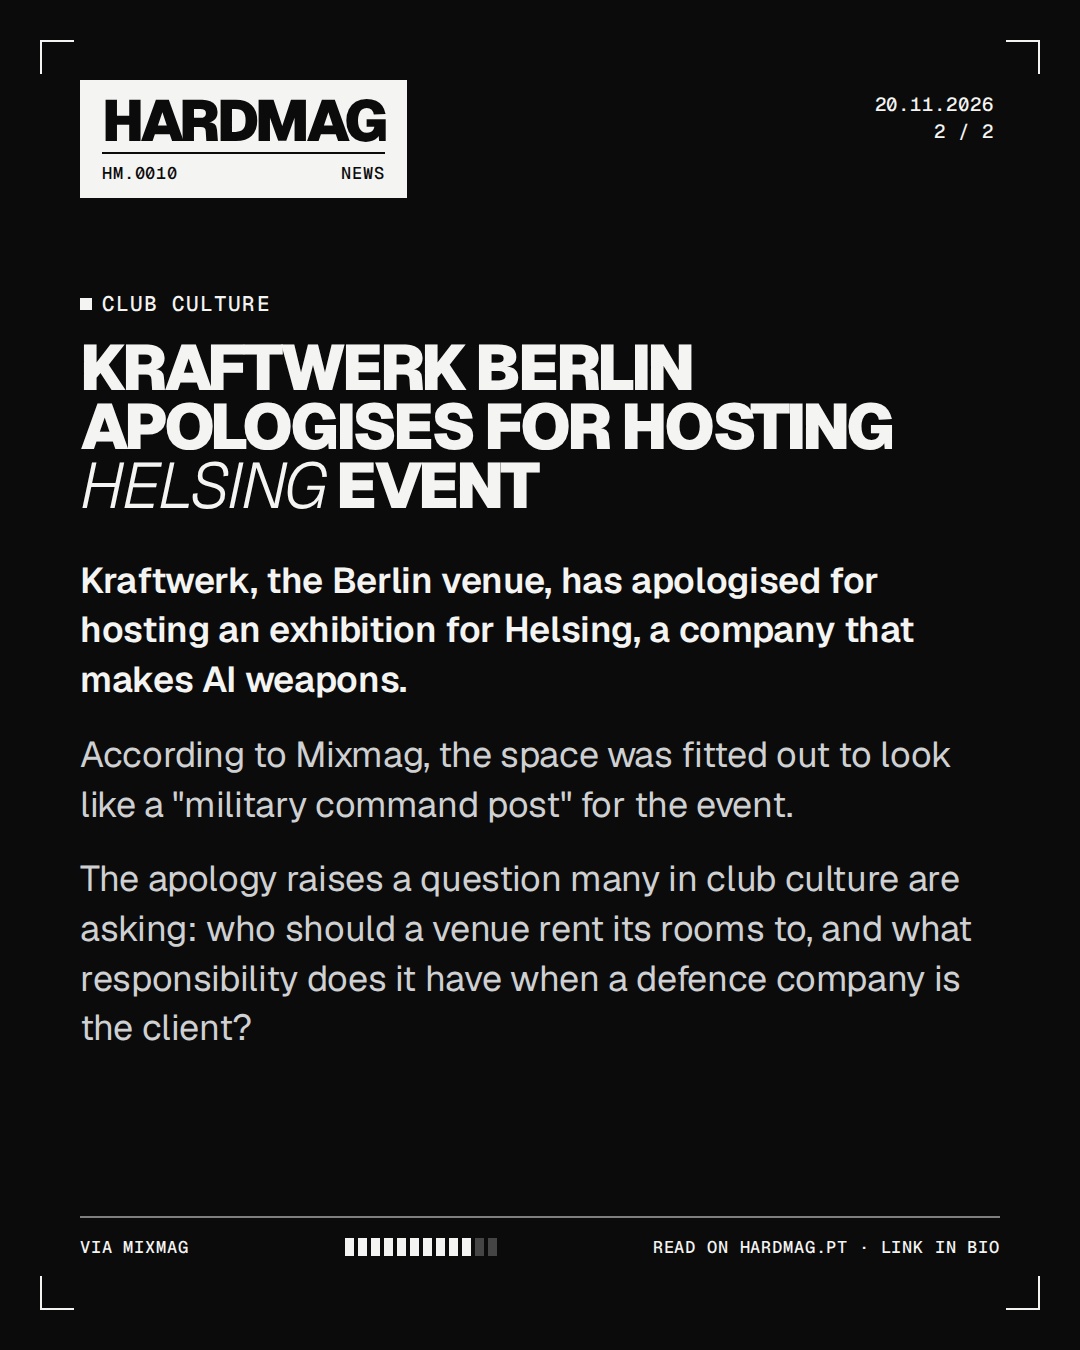 HARDMAG
HM.0010 NEWS
20.11.2026
2 / 2
CLUB CULTURE
KRAFTWERK BERLIN
APOLOGISES FOR HOSTING
HELSING EVENT
Kraftwerk, the Berlin venue, has apologised for
hosting an exhibition for Helsing, a company that
makes AI weapons.
According to Mixmag, the space was fitted out to look
like a "military command post" for the event.
The apology raises a question many in club culture are
asking: who should a venue rent its rooms to, and what
responsibility does it have when a defence company is
the client?
VIA MIXMAG
READ ON HARDMAG.PT · LINK IN BIO